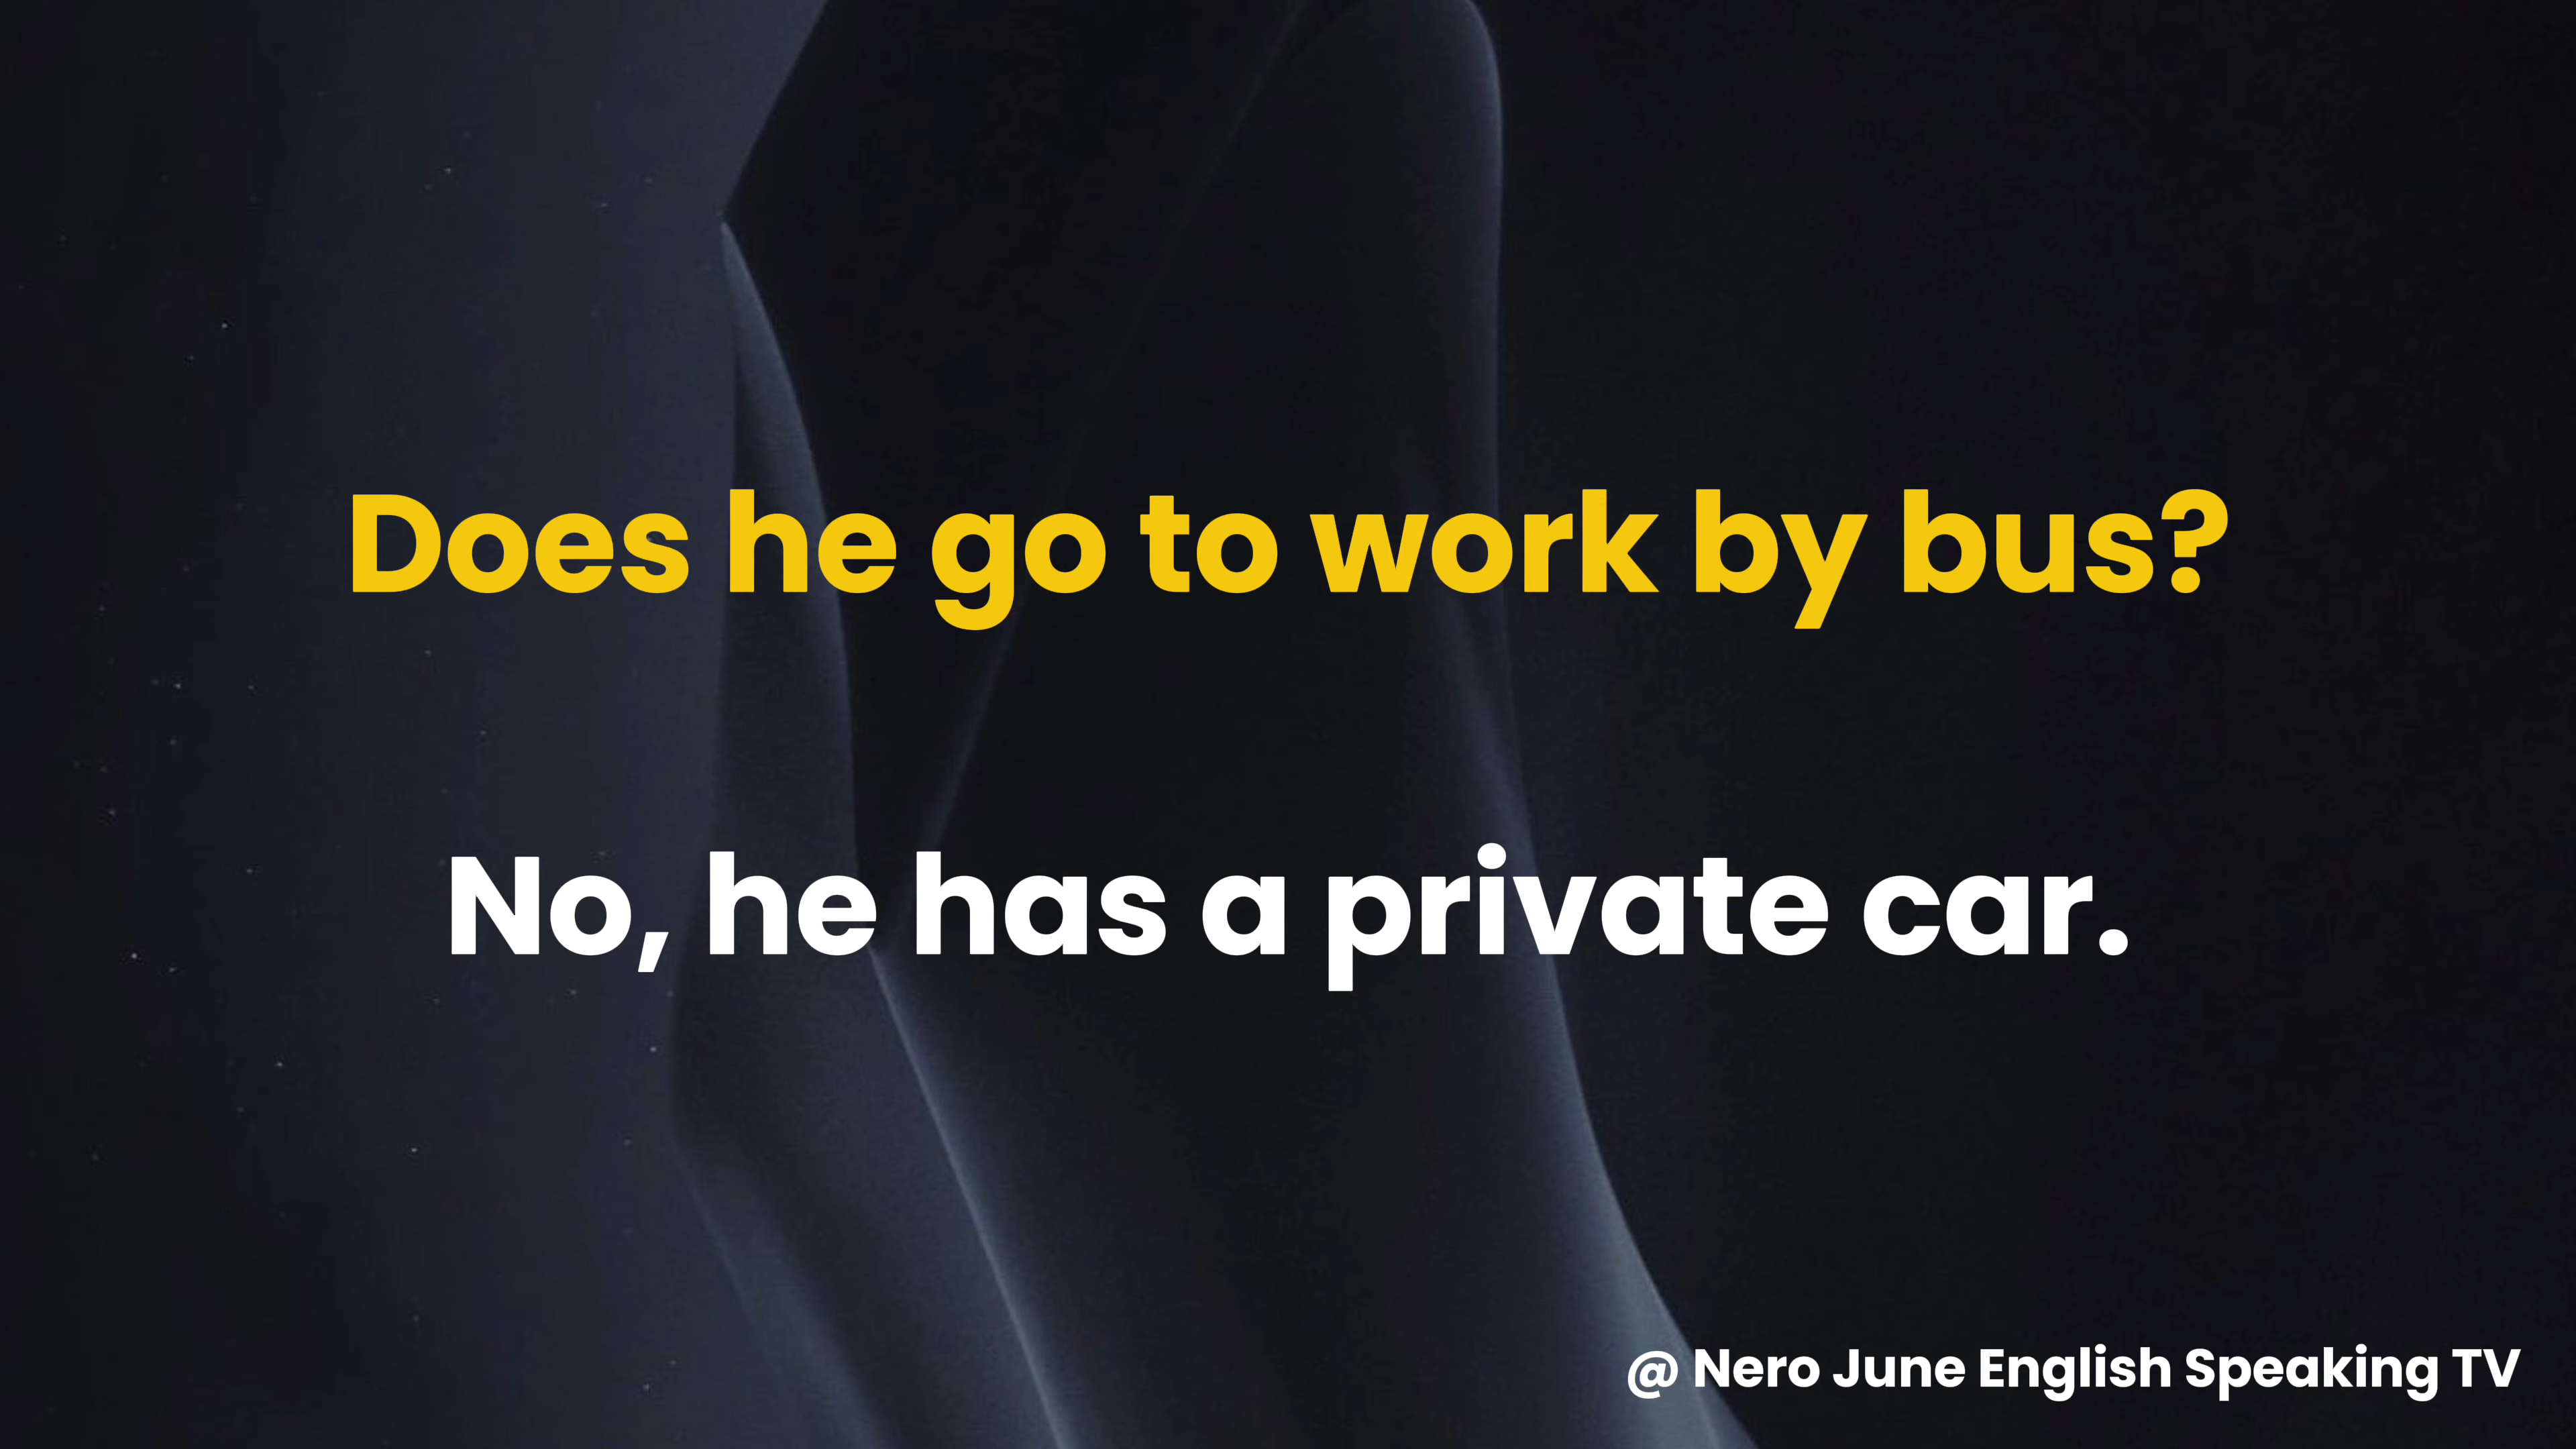 Does he go to work by bus?
No, he has a private car.
@ Nero June English Speaking TV